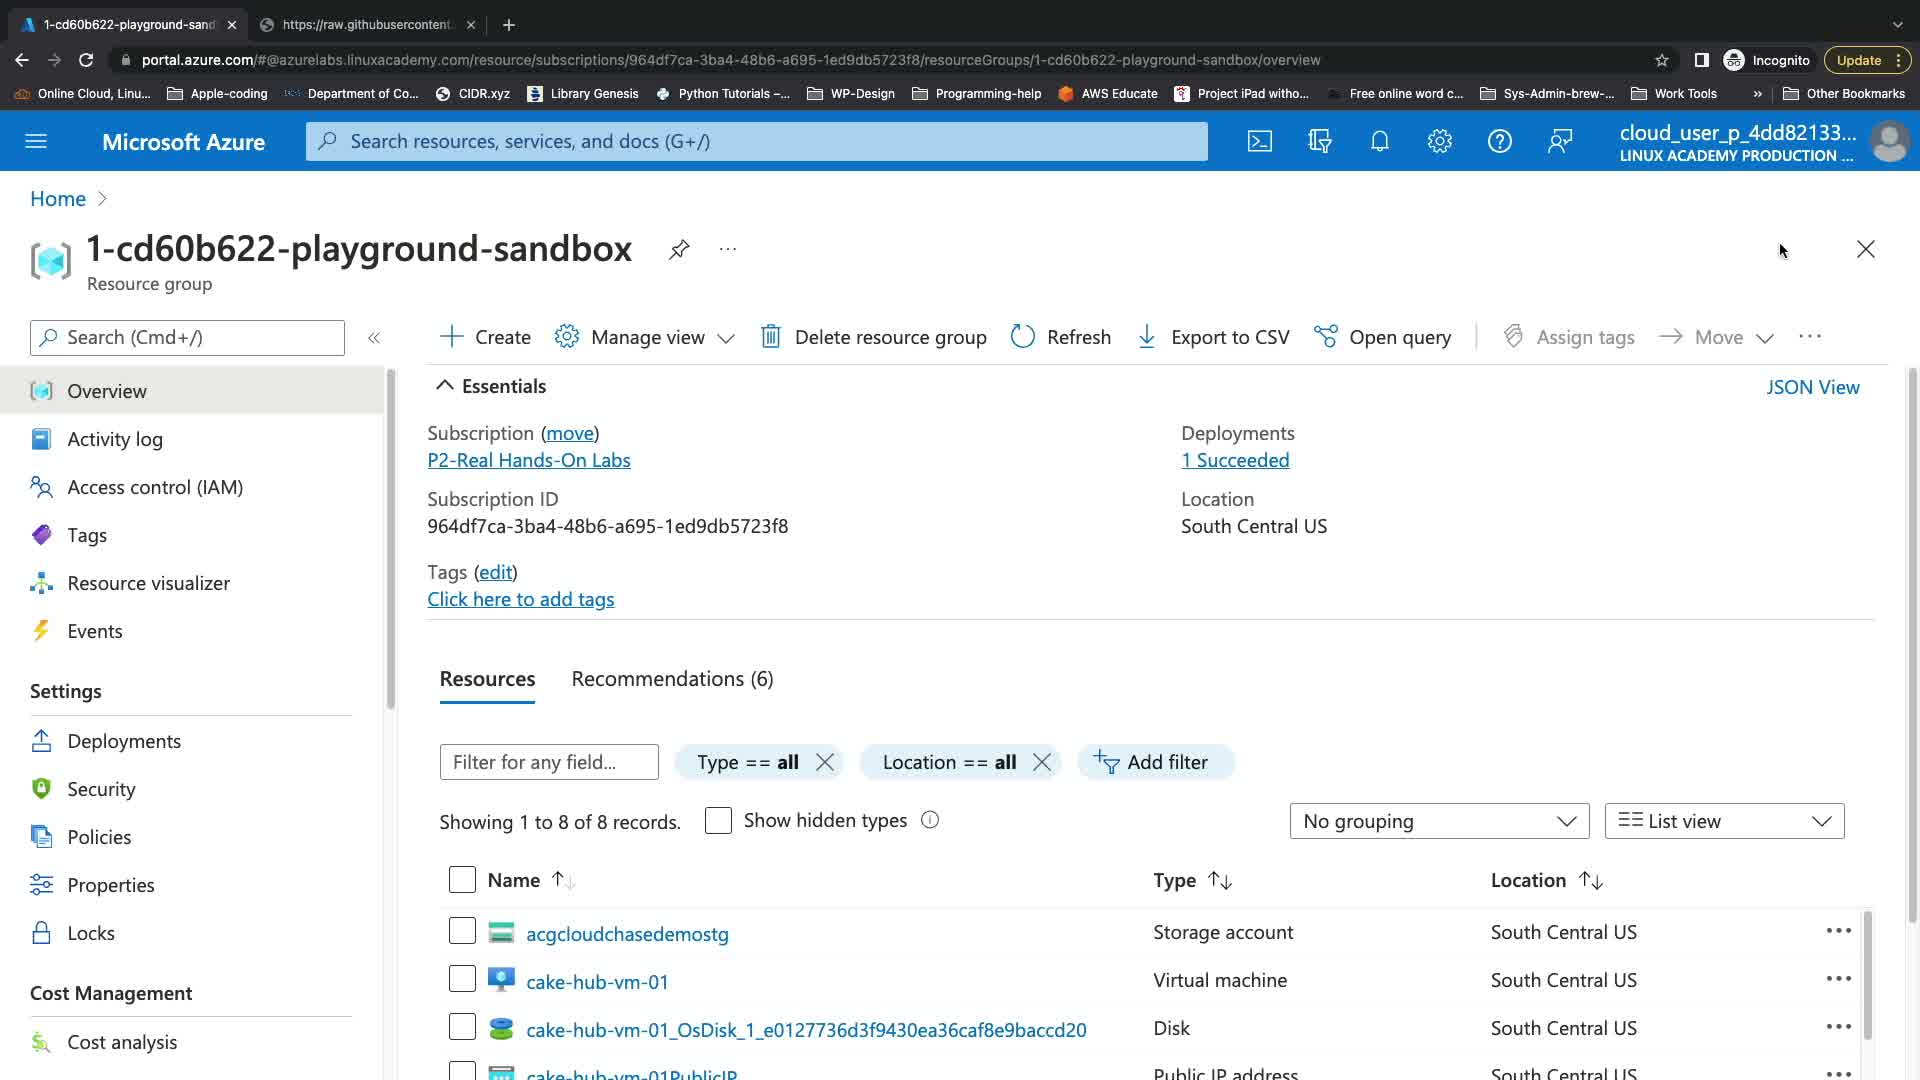 1-cd60b622-playground-sand
https://raw.githubusercontent.
portal.azure.com/#@azurelabs.linuxacademy.com/resource/subscriptions/964df7ca-3ba4-48b6-a695-1ed9db5723f8/resourceGroups/1-cd60b622-playground-sandbox/overview
Incognito
Update
Online Cloud, Linu...
Apple-coding
Department of Co...
CIDR.xyz
Library Genesis
Python Tutorials –...
WP-Design
Programming-help
AWS Educate
Project iPad witho...
Free online word c...
Sys-Admin-brew-...
Work Tools
»
Other Bookmarks
Microsoft Azure
Search resources, services, and docs (G+/)
cloud_user_p_4dd82133...
LINUX ACADEMY PRODUCTION ...
Home
1-cd60b622-playground-sandbox
...
Resource group
Search (Cmd+/)
«
Create
Manage view
Delete resource group
Refresh
Export to CSV
Open query
Assign tags
Move
...
Overview
Activity log
Access control (IAM)
Tags
Resource visualizer
Events
Settings
Deployments
Security
Policies
Properties
Locks
Cost Management
Cost analysis
Essentials
JSON View
Subscription (move)
P2-Real Hands-On Labs
Subscription ID
964df7ca-3ba4-48b6-a695-1ed9db5723f8
Deployments
1 Succeeded
Location
South Central US
Tags (edit)
Click here to add tags
Resources
Recommendations (6)
Filter for any field...
Type == all
Location == all
Add filter
Showing 1 to 8 of 8 records.
Show hidden types
No grouping
List view
Name
Type
Location
acgcloudchasedemostg
Storage account
South Central US
...
cake-hub-vm-01
Virtual machine
South Central US
...
cake-hub-vm-01_OsDisk_1_e0127736d3f9430ea36caf8e9baccd20
Disk
South Central US
...
cake-hub-vm-01PublicIP
Public IP address
South Central US
...